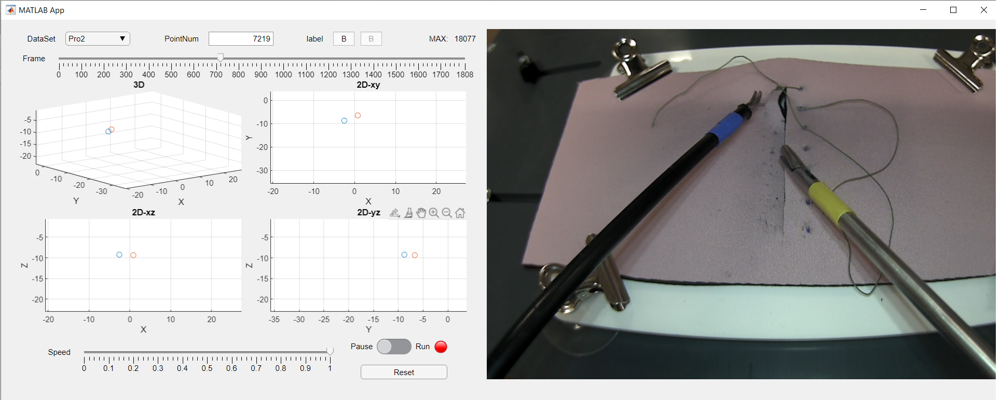 MATLAB App
DataSet Pro2 PointNum 7219 label B B MAX: 18077
Frame
0 100 200 300 400 500 600 700 800 900 1000 1100 1200 1300 1400 1500 1600 1700 1808
3D
-5
-10
-15
-20
0 -10 -20 -30
-20 -10 0 10 20
Y X
2D-xy
0
-10
-20
-30
Y
-20 -10 0 10 20
X
2D-xz
-5
-10
-15
-20
Z
-20 -10 0 10 20
X
2D-yz
-5
-10
-15
-20
Z
-35 -30 -25 -20 -15 -10 -5 0
Y
Speed
0 0.1 0.2 0.3 0.4 0.5 0.6 0.7 0.8 0.9 1
Pause Run
Reset